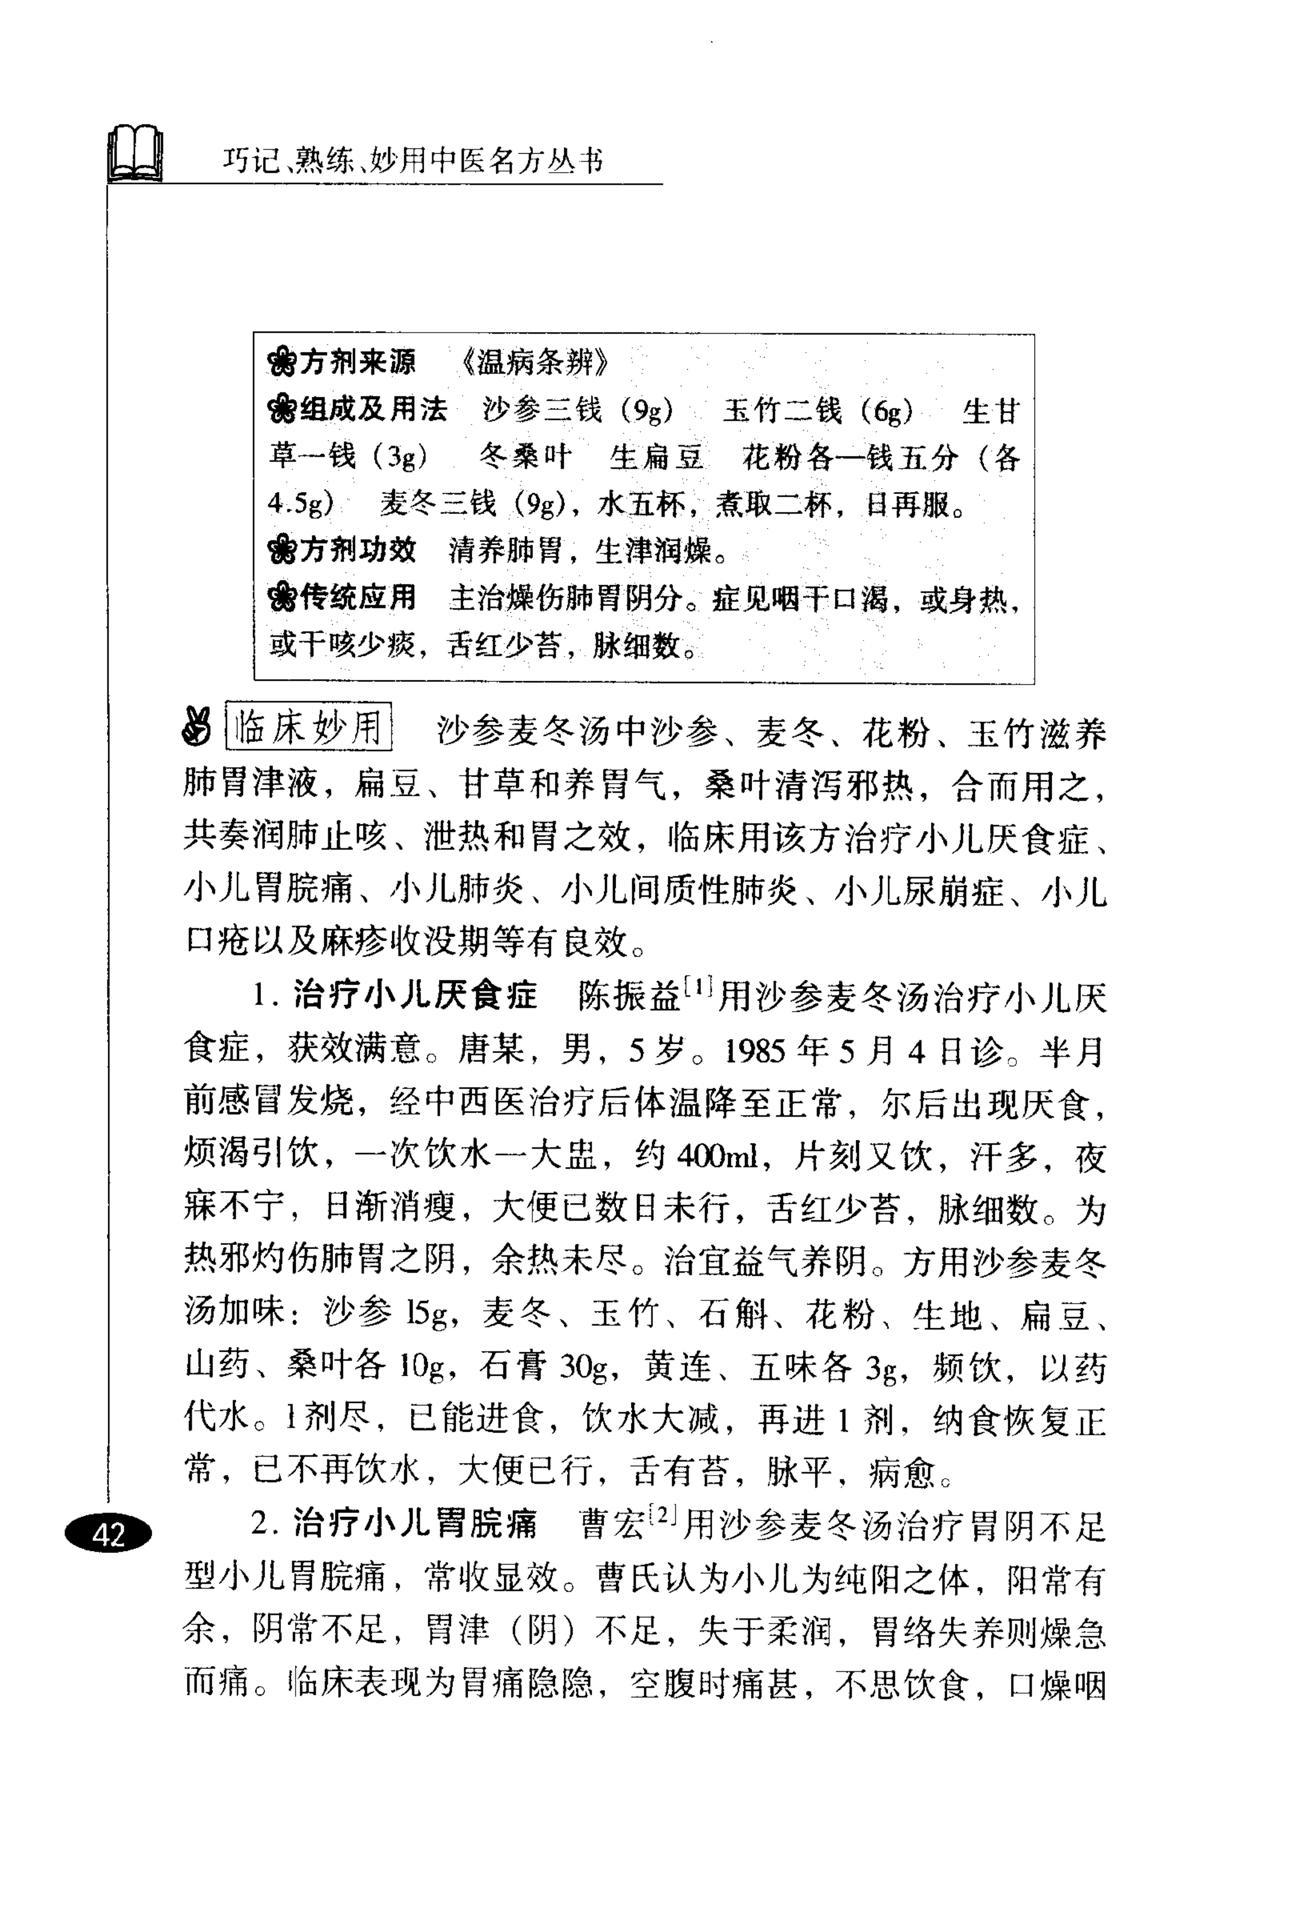 巧记、熟练、妙用中医名方丛书
方剂来源 《温病条辨》
组成及用法 沙参三钱（9g） 玉竹二钱（6g） 生甘
草一钱（3g） 冬桑叶 生扁豆 花粉各一钱五分（各
4.5g） 麦冬三钱（9g），水五杯，煮取二杯，日再服。
方剂功效 清养肺胃，生津润燥。
传统应用 主治燥伤肺胃阴分。症见咽干口渴，或身热，
或干咳少痰，舌红少苔，脉细数。
临床妙用 沙参麦冬汤中沙参、麦冬、花粉、玉竹滋养
肺胃津液，扁豆、甘草和养胃气，桑叶清泻邪热，合而用之，
共奏润肺止咳、泄热和胃之效，临床用该方治疗小儿厌食症、
小儿胃脘痛、小儿肺炎、小儿间质性肺炎、小儿尿崩症、小儿
口疮以及麻疹收没期等有良效。
1. 治疗小儿厌食症 陈振益[1]用沙参麦冬汤治疗小儿厌
食症，获效满意。唐某，男，5岁。1985年5月4日诊。半月
前感冒发烧，经中西医治疗后体温降至正常，尔后出现厌食，
烦渴引饮，一次饮水一大盅，约400ml，片刻又饮，汗多，夜
寐不宁，日渐消瘦，大便已数日未行，舌红少苔，脉细数。为
热邪灼伤肺胃之阴，余热未尽。治宜益气养阴。方用沙参麦冬
汤加味：沙参15g，麦冬、玉竹、石斛、花粉、生地、扁豆、
山药、桑叶各10g，石膏30g，黄连、五味各3g，频饮，以药
代水。1剂尽，已能进食，饮水大减，再进1剂，纳食恢复正
常，已不再饮水，大便已行，舌有苔，脉平，病愈。
2. 治疗小儿胃脘痛 曹宏[2]用沙参麦冬汤治疗胃阴不足
型小儿胃脘痛，常收显效。曹氏认为小儿为纯阳之体，阳常有
余，阴常不足，胃津（阴）不足，失于柔润，胃络失养则燥急
而痛。临床表现为胃痛隐隐，空腹时痛甚，不思饮食，口燥咽
42